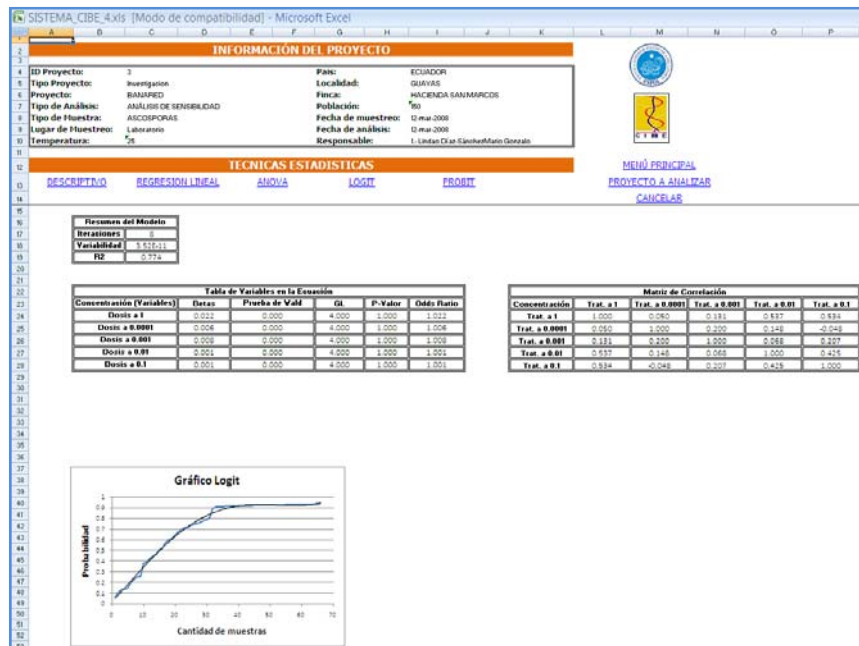 SISTEMA_CIBE_4.xls [Modo de compatibilidad] - Microsoft Excel
A B C D E F G H I J K L M N O P
INFORMACIÓN DEL PROYECTO
ID Proyecto: 3 País: ECUADOR
Tipo Proyecto: Investigacion Localidad: GUAYAS
Proyecto: BANARED Finca: HACIENDA SAN MARCOS
Tipo de Análisis: ANÁLISIS DE SENSIBILIDAD Población: 150
Tipo de Muestra: ASCOSPORAS Fecha de muestreo: 12-mar-2008
Lugar de Muestreo: Laboratorio Fecha de análisis: 12-mar-2008
Temperatura: 25 Responsable: Lindao Díaz-SánchezMario Gonzalo
CIBE
TECNICAS ESTADISTICAS
MENÚ PRINCIPAL
DESCRIPTIVO REGRESION LINEAL ANOVA LOGIT PROBIT
PROYECTO A ANALIZAR
CANCELAR
Resumen del Modelo
Iteraciones 8
Variabilidad 3.52E-11
R2 0.774
Tabla de Variables en la Ecuación
Concentración (Variables) Betas Prueba de Wald GL P-Valor Odds Ratio
Dosis a 1 0.022 0.000 4.000 1.000 1.022
Dosis a 0.0001 0.006 0.000 4.000 1.000 1.006
Dosis a 0.001 0.008 0.000 4.000 1.000 1.008
Dosis a 0.01 0.001 0.000 4.000 1.000 1.001
Dosis a 0.1 0.001 0.000 4.000 1.000 1.001
Matriz de Correlación
Concentración Trat. a 1 Trat. a 0.0001 Trat. a 0.001 Trat. a 0.01 Trat. a 0.1
Trat. a 1 1.000 0.050 0.131 0.537 0.534
Trat. a 0.0001 0.050 1.000 0.200 0.148 -0.048
Trat. a 0.001 0.131 0.200 1.000 0.068 0.207
Trat. a 0.01 0.537 0.148 0.068 1.000 0.425
Trat. a 0.1 0.534 -0.048 0.207 0.425 1.000
Gráfico Logit
Probabilidad
1
0.9
0.8
0.7
0.6
0.5
0.4
0.3
0.2
0.1
0
0 10 20 30 40 50 60 70
Cantidad de muestras